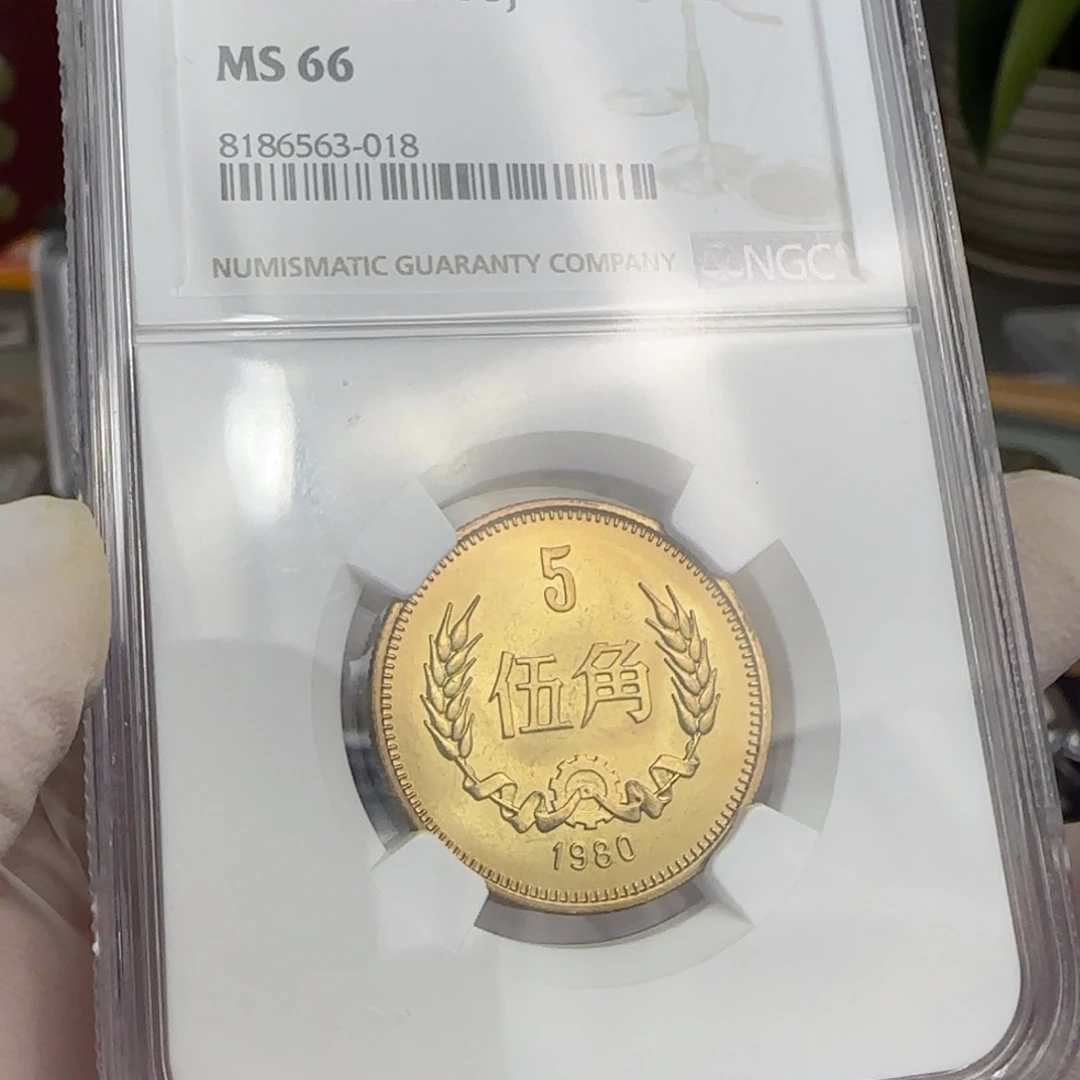 MS 66
8186563-018
NUMISMATIC GUARANTY COMPANY NGC
5
伍角
1980